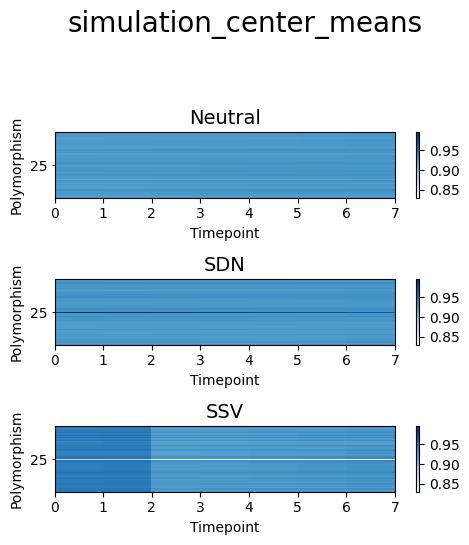 simulation_center_means
Neutral
Polymorphism
25
0 1 2 3 4 5 6 7
Timepoint
0.95
0.90
0.85
SDN
Polymorphism
25
0 1 2 3 4 5 6 7
Timepoint
0.95
0.90
0.85
SSV
Polymorphism
25
0 1 2 3 4 5 6 7
Timepoint
0.95
0.90
0.85